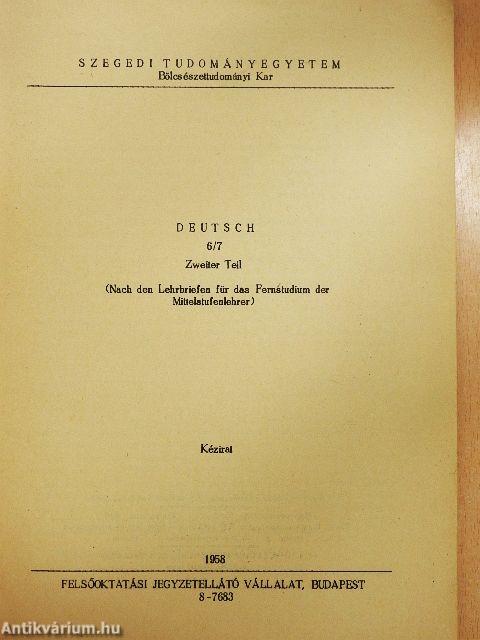 SZEGEDI TUDOMÁNYEGYETEM
Bölcsészettudományi Kar
DEUTSCH
6/7
Zweiter Teil
(Nach den Lehrbriefen für das Fernstudium der
Mittelstufenlehrer)
Kézirat
1958
FELSŐOKTATÁSI JEGYZETELLÁTÓ VÁLLALAT, BUDAPEST
8-7683
Antikvárium.hu